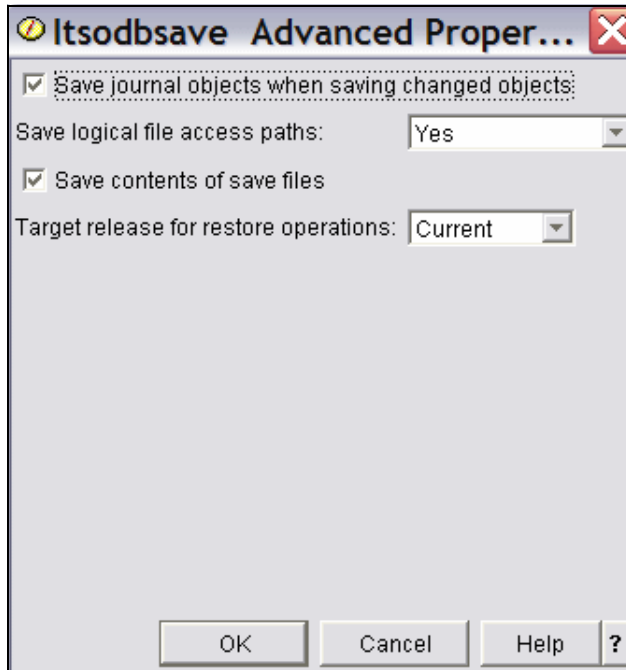 Itsodbsave Advanced Proper...
Save journal objects when saving changed objects
Save logical file access paths: Yes
Save contents of save files
Target release for restore operations: Current
OK Cancel Help ?